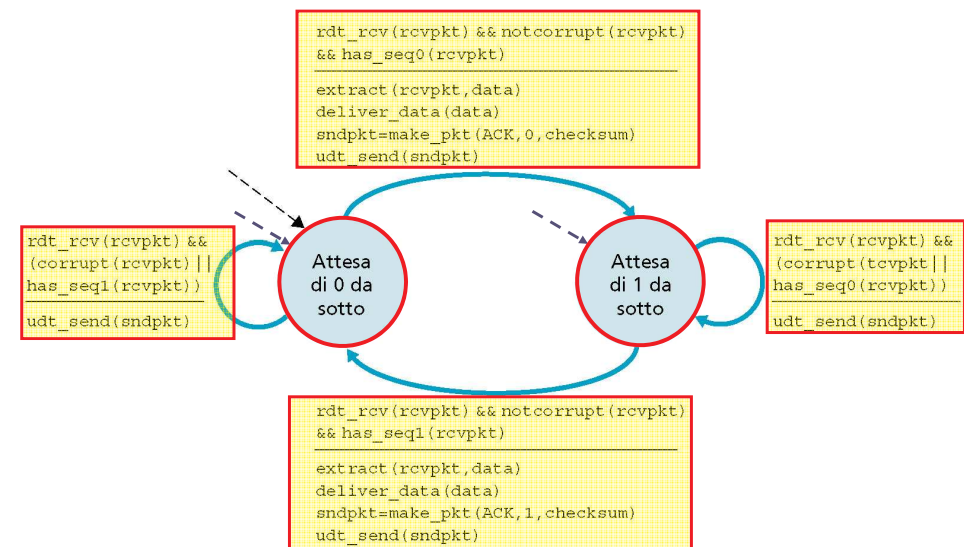 rdt_rcv(rcvpkt) && notcorrupt(rcvpkt)
&& has_seq0(rcvpkt)
extract(rcvpkt,data)
deliver_data(data)
sndpkt=make_pkt(ACK,0,checksum)
udt_send(sndpkt)
rdt_rcv(rcvpkt) &&
(corrupt(rcvpkt)||
has_seq1(rcvpkt))
udt_send(sndpkt)
Attesa
di 0 da
sotto
Attesa
di 1 da
sotto
rdt_rcv(rcvpkt) &&
(corrupt(tcvpkt||
has_seq0(rcvpkt))
udt_send(sndpkt)
rdt_rcv(rcvpkt) && notcorrupt(rcvpkt)
&& has_seq1(rcvpkt)
extract(rcvpkt,data)
deliver_data(data)
sndpkt=make_pkt(ACK,1,checksum)
udt_send(sndpkt)